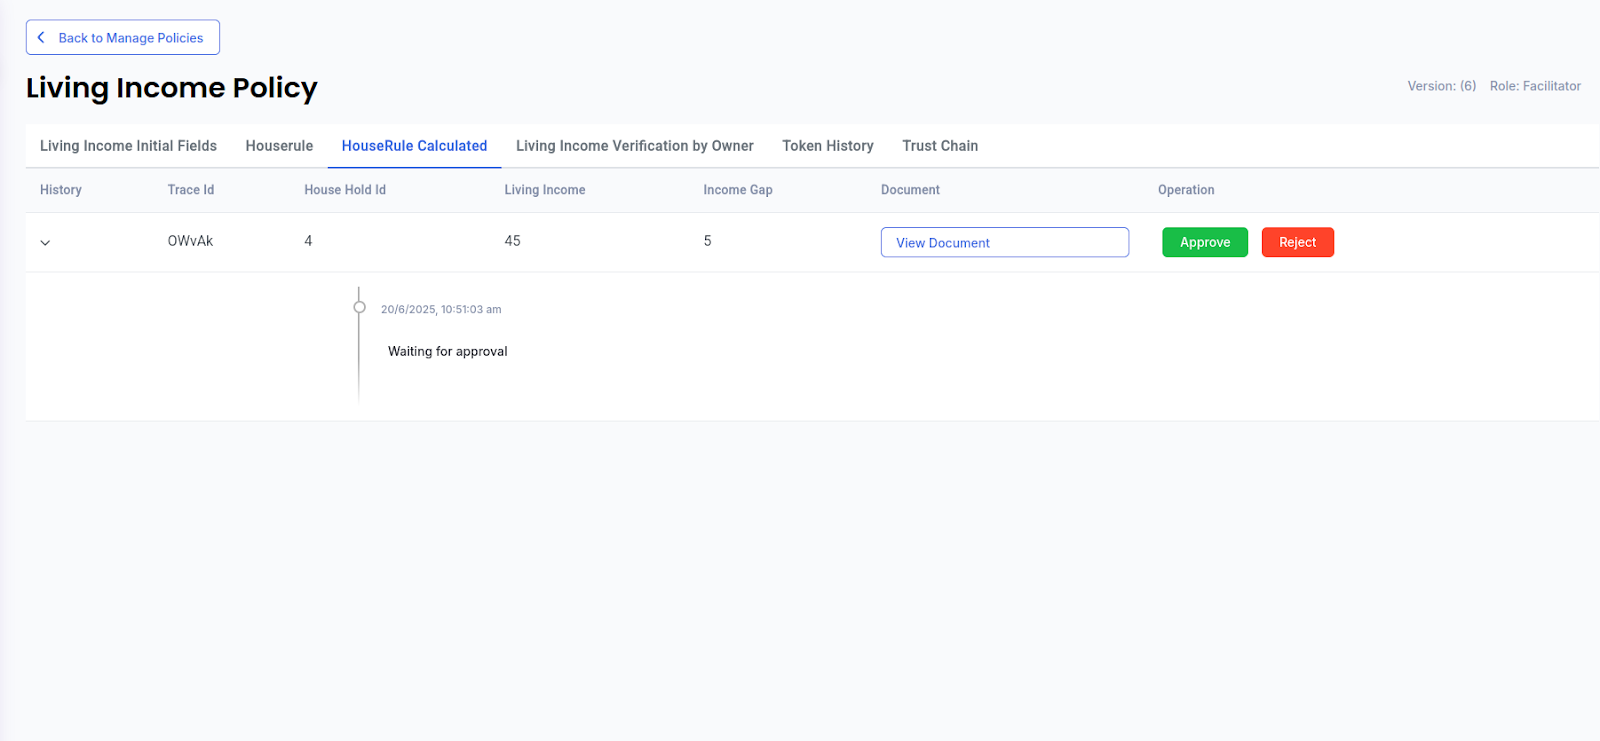 Back to Manage Policies
Living Income Policy
Version: (6) Role: Facilitator
Living Income Initial Fields Houserule HouseRule Calculated Living Income Verification by Owner Token History Trust Chain
History Trace Id House Hold Id Living Income Income Gap Document Operation
OWvAk 4 45 5 View Document Approve Reject
20/6/2025, 10:51:03 am
Waiting for approval